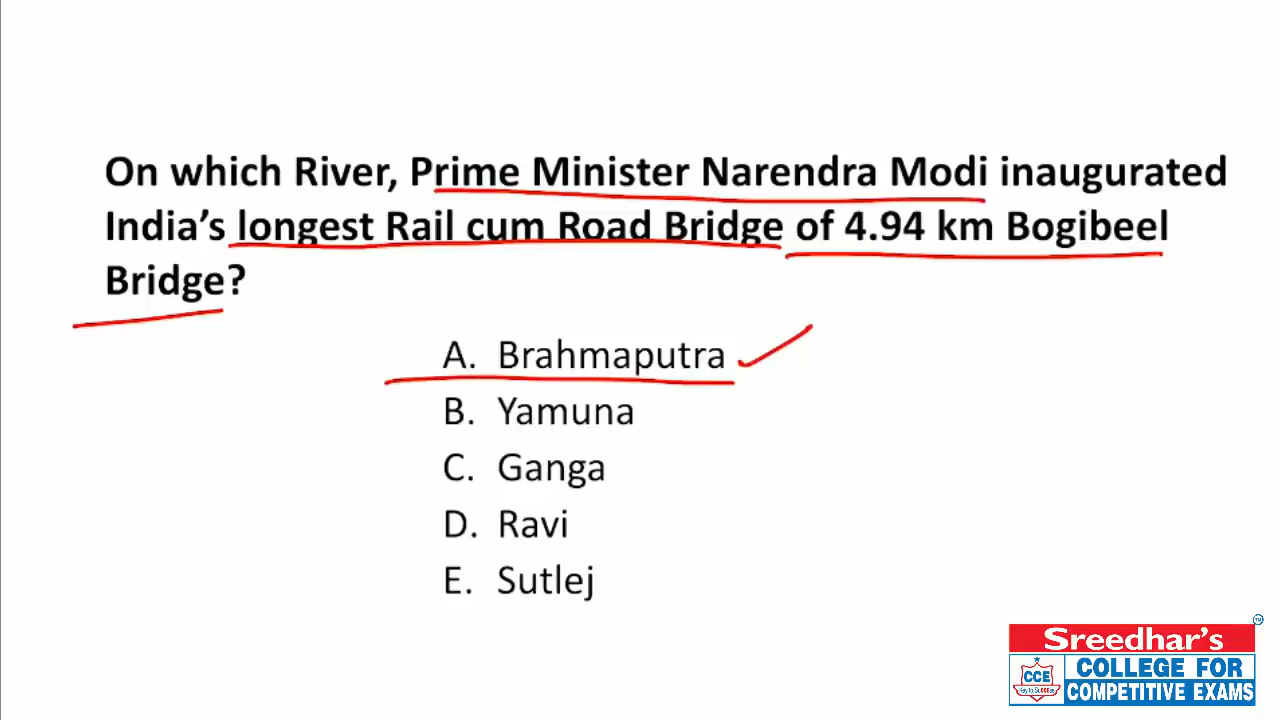 On which River, Prime Minister Narendra Modi inaugurated
India’s longest Rail cum Road Bridge of 4.94 km Bogibeel
Bridge?
A. Brahmaputra
B. Yamuna
C. Ganga
D. Ravi
E. Sutlej
TM
Sreedhar's
CCE
COLLEGE FOR
COMPETITIVE EXAMS